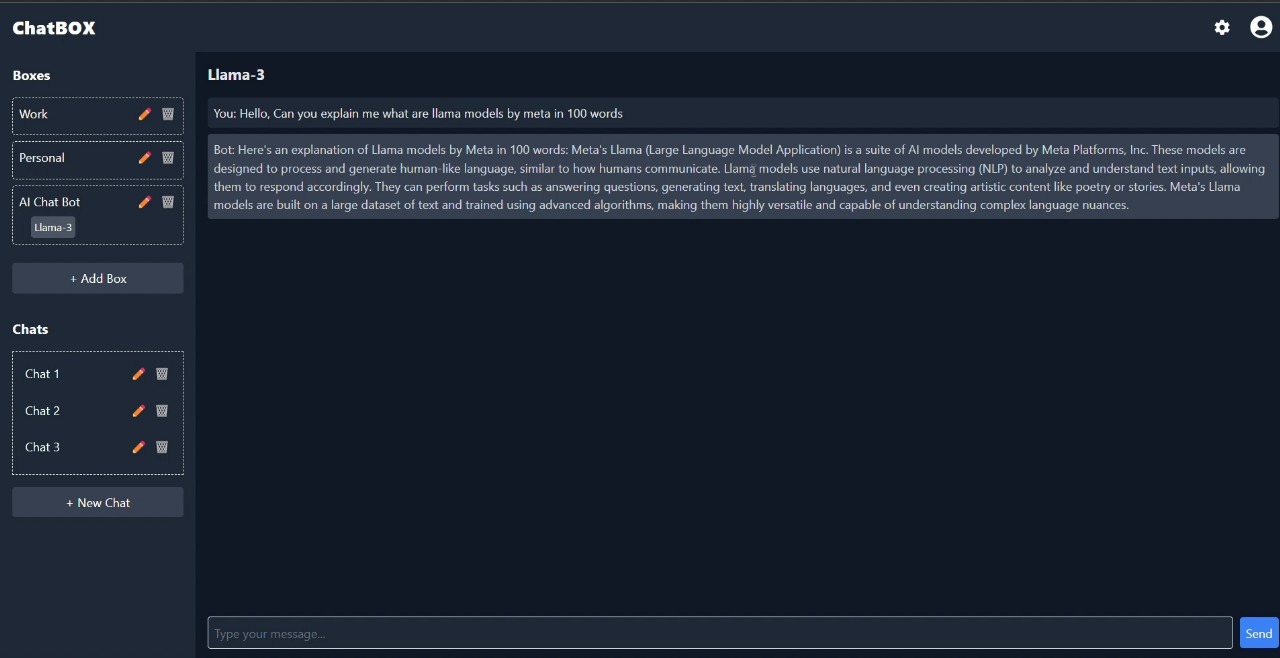 ChatBOX
Boxes
Work
Personal
AI Chat Bot
Llama-3
+ Add Box
Chats
Chat 1
Chat 2
Chat 3
+ New Chat
Llama-3
You: Hello, Can you explain me what are llama models by meta in 100 words
Bot: Here's an explanation of Llama models by Meta in 100 words: Meta's Llama (Large Language Model Application) is a suite of AI models developed by Meta Platforms, Inc. These models are
designed to process and generate human-like language, similar to how humans communicate. Llama models use natural language processing (NLP) to analyze and understand text inputs, allowing
them to respond accordingly. They can perform tasks such as answering questions, generating text, translating languages, and even creating artistic content like poetry or stories. Meta's Llama
models are built on a large dataset of text and trained using advanced algorithms, making them highly versatile and capable of understanding complex language nuances.
Type your message...
Send